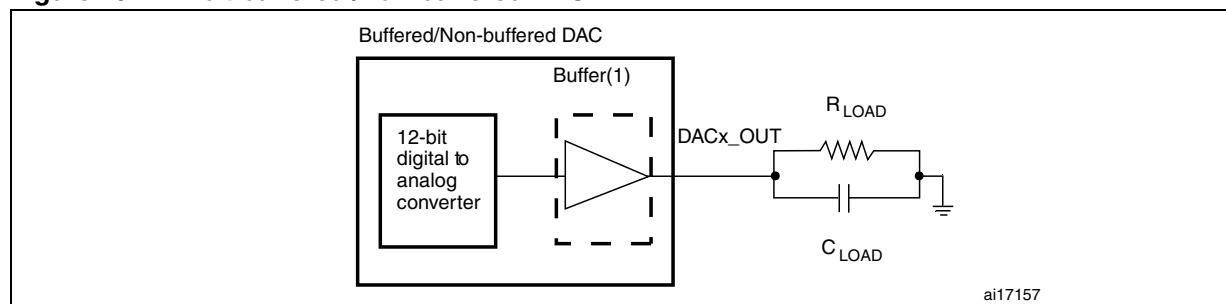 Buffered/Non-buffered DAC
Buffer(1)
12-bit
digital to
analog
converter
DACx_OUT
R LOAD
C LOAD
ai17157